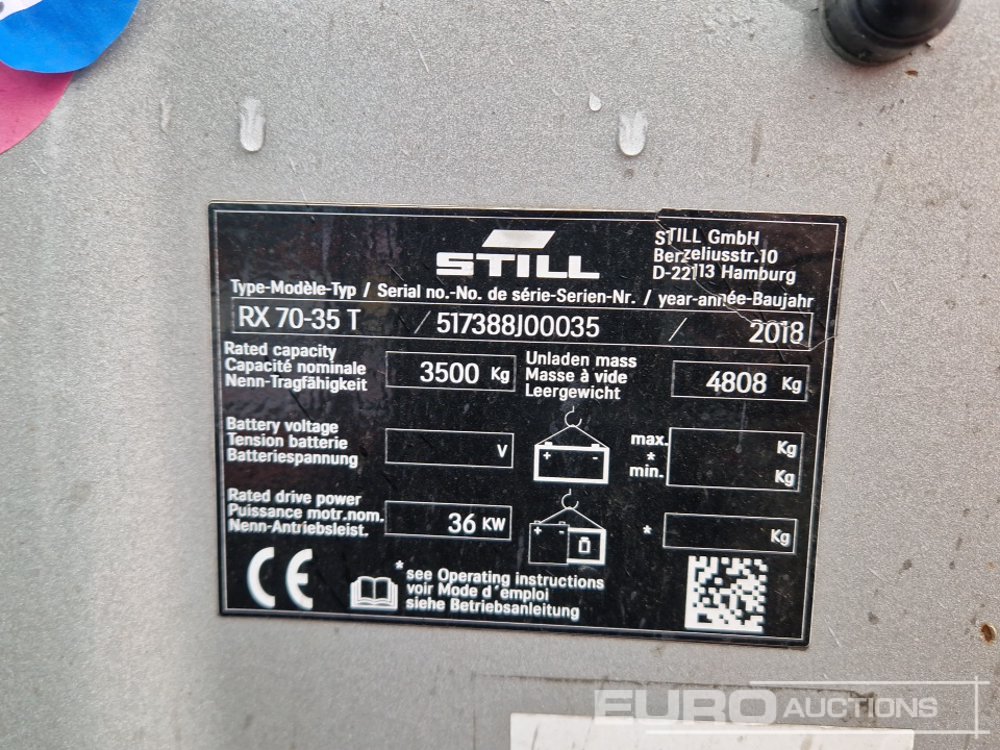 STILL
STILL GmbH
Berzeliusstr.10
D-22113 Hamburg
Type-Modèle-Typ / Serial no.-No. de série-Serien-Nr. / year-année-Baujahr
RX 70-35 T / 517388J00035 / 2018
Rated capacity
Capacité nominale
Nenn-Tragfähigkeit
3500 Kg
Unladen mass
Masse à vide
Leergewicht
4808 Kg
Battery voltage
Tension batterie
Batteriespannung
V
max.
*
min.
Kg
Kg
Rated drive power
Puissance motr.nom.
Nenn-Antriebsleist.
36 KW
* Kg
CE
* see Operating instructions
voir Mode d'emploi
siehe Betriebsanleitung
EURO AUCTIONS